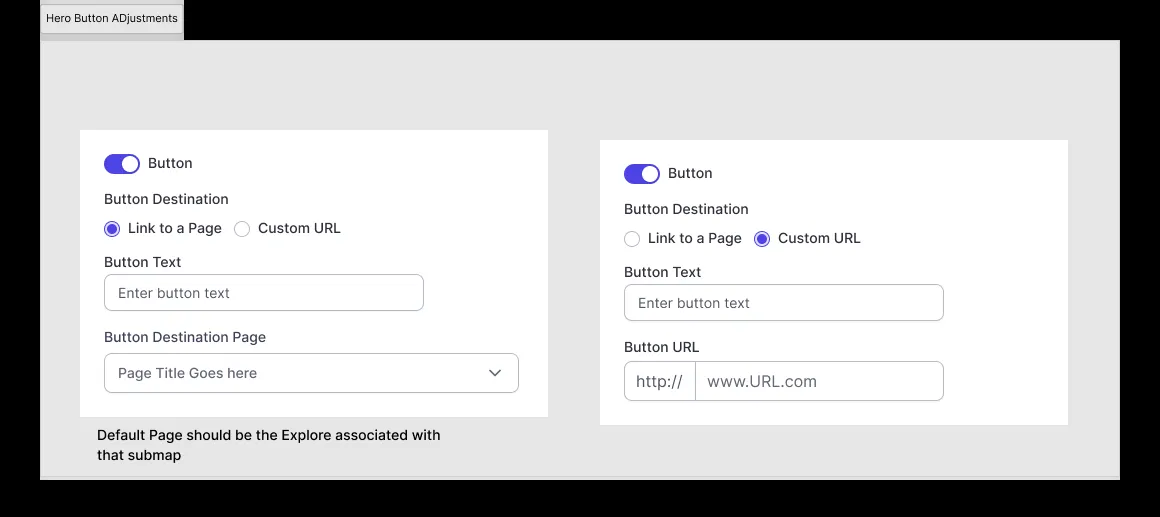 Hero Button ADjustments
Button
Button Destination
Link to a Page
Custom URL
Button Text
Enter button text
Button Destination Page
Page Title Goes here
Default Page should be the Explore associated with
that submap
Button
Button Destination
Link to a Page
Custom URL
Button Text
Enter button text
Button URL
http://
www.URL.com